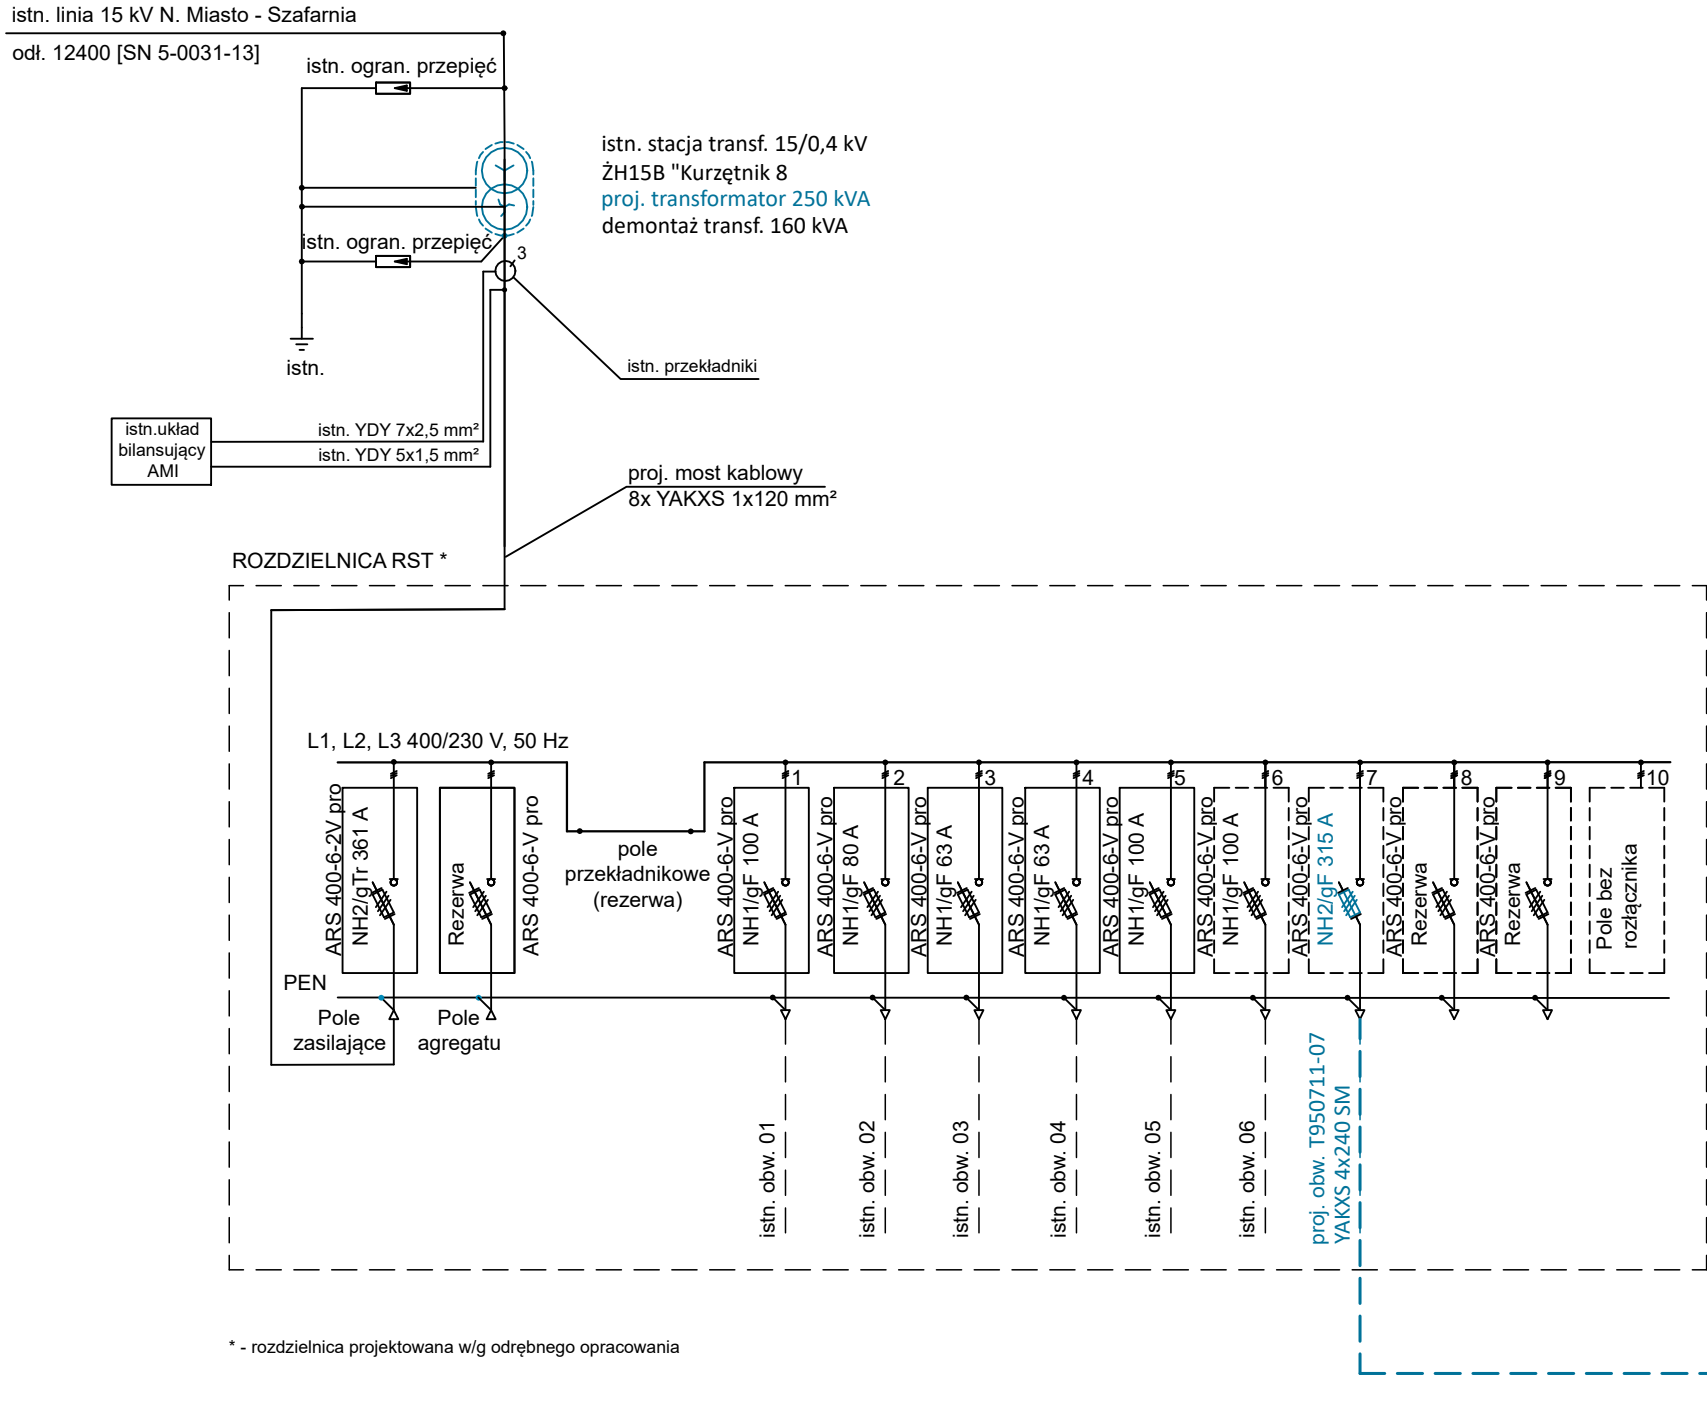 istn. linia 15 kV N. Miasto - Szafarnia
odł. 12400 [SN 5-0031-13]
istn. ogran. przepięć
istn. stacja transf. 15/0,4 kV
ŻH15B "Kurzętnik 8
proj. transformator 250 kVA
demontaż transf. 160 kVA
istn. ogran. przepięć
3
istn.
istn. przekładniki
istn.układ
bilansujący
AMI
istn. YDY 7x2,5 mm²
istn. YDY 5x1,5 mm²
proj. most kablowy
8x YAKXS 1x120 mm²
ROZDZIELNICA RST *
L1, L2, L3 400/230 V, 50 Hz
ARS 400-6-2V pro
NH2/gTr 361 A
Rezerwa
ARS 400-6-V pro
pole
przekładnikowe
(rezerwa)
1
ARS 400-6-V pro
NH1/gF 100 A
2
ARS 400-6-V pro
NH1/gF 80 A
3
ARS 400-6-V pro
NH1/gF 63 A
4
ARS 400-6-V pro
NH1/gF 63 A
5
ARS 400-6-V pro
NH1/gF 100 A
6
ARS 400-6-V pro
NH1/gF 100 A
7
ARS 400-6-V pro
NH2/gF 315 A
8
ARS 400-6-V pro
Rezerwa
9
ARS 400-6-V pro
Rezerwa
10
Pole bez
rozłącznika
PEN
Pole
zasilające
Pole
agregatu
istn. obw. 01
istn. obw. 02
istn. obw. 03
istn. obw. 04
istn. obw. 05
istn. obw. 06
proj. obw. T950711-07
YAKXS 4x240 SM
* - rozdzielnica projektowana w/g odrębnego opracowania